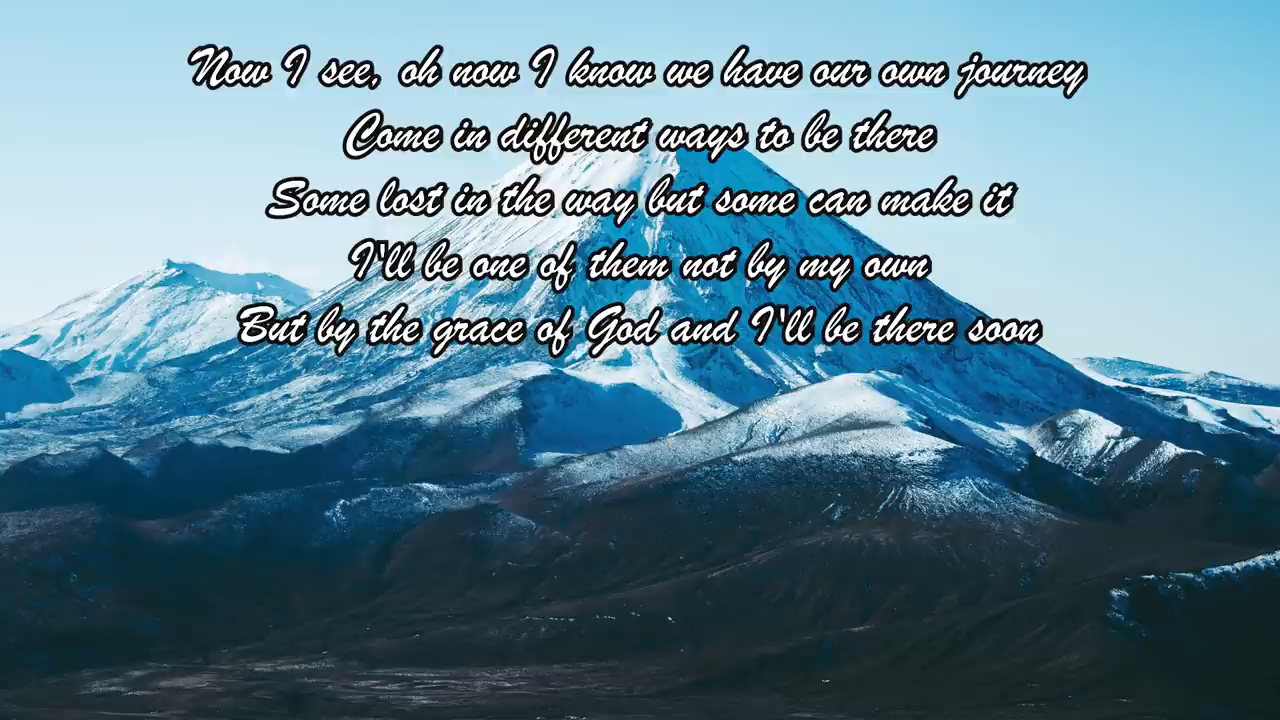 Now I see, oh now I know we have our own journey
Come in different ways to be there
Some lost in the way but some can make it
I'll be one of them not by my own
But by the grace of God and I'll be there soon